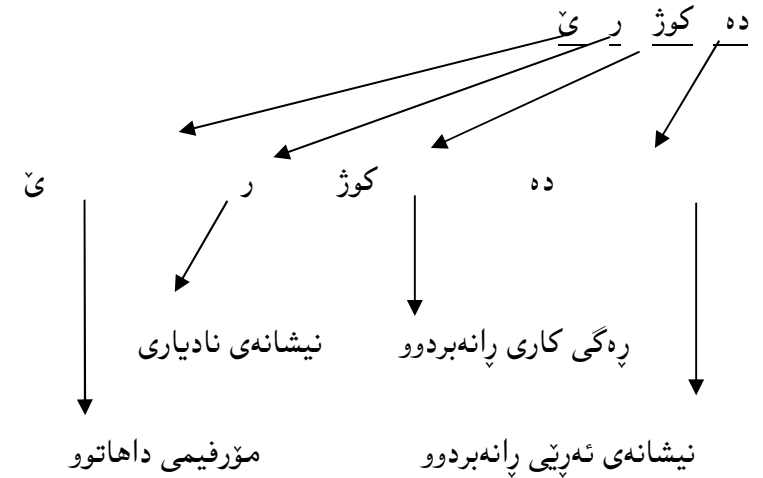 دە کوژ ر ێ
دە کوژ ر ێ
ڕەگی کاری ڕانەبردوو نیشانەی نادیاری
نیشانەی ئەرێی ڕانەبردوو مۆرفیمی داهاتوو